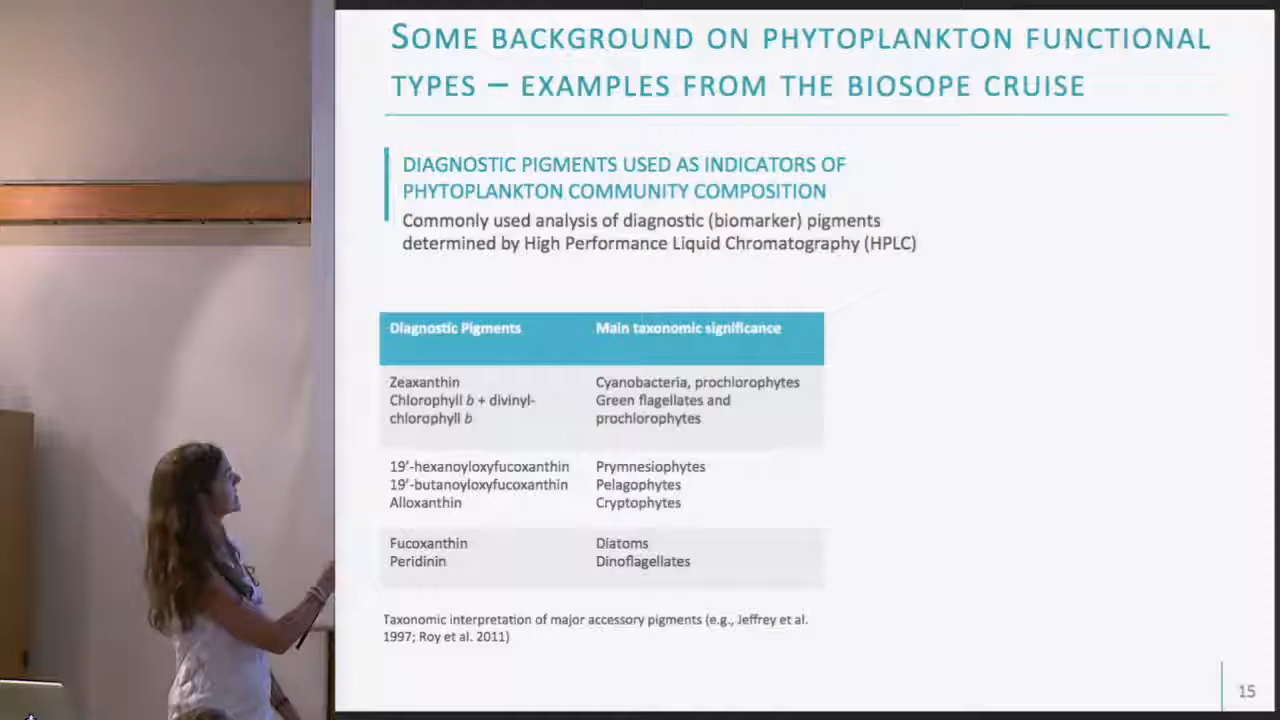 SOME BACKGROUND ON PHYTOPLANKTON FUNCTIONAL
TYPES – EXAMPLES FROM THE BIOSOPE CRUISE
DIAGNOSTIC PIGMENTS USED AS INDICATORS OF
PHYTOPLANKTON COMMUNITY COMPOSITION
Commonly used analysis of diagnostic (biomarker) pigments
determined by High Performance Liquid Chromatography (HPLC)
Diagnostic Pigments Main taxonomic significance
Zeaxanthin Cyanobacteria, prochlorophytes
Chlorophyll b + divinyl- Green flagellates and
chlorophyll b prochlorophytes
19'-hexanoyloxyfucoxanthin Prymnesiophytes
19'-butanoyloxyfucoxanthin Pelagophytes
Alloxanthin Cryptophytes
Fucoxanthin Diatoms
Peridinin Dinoflagellates
Taxonomic interpretation of major accessory pigments (e.g., Jeffrey et al.
1997; Roy et al. 2011)
15